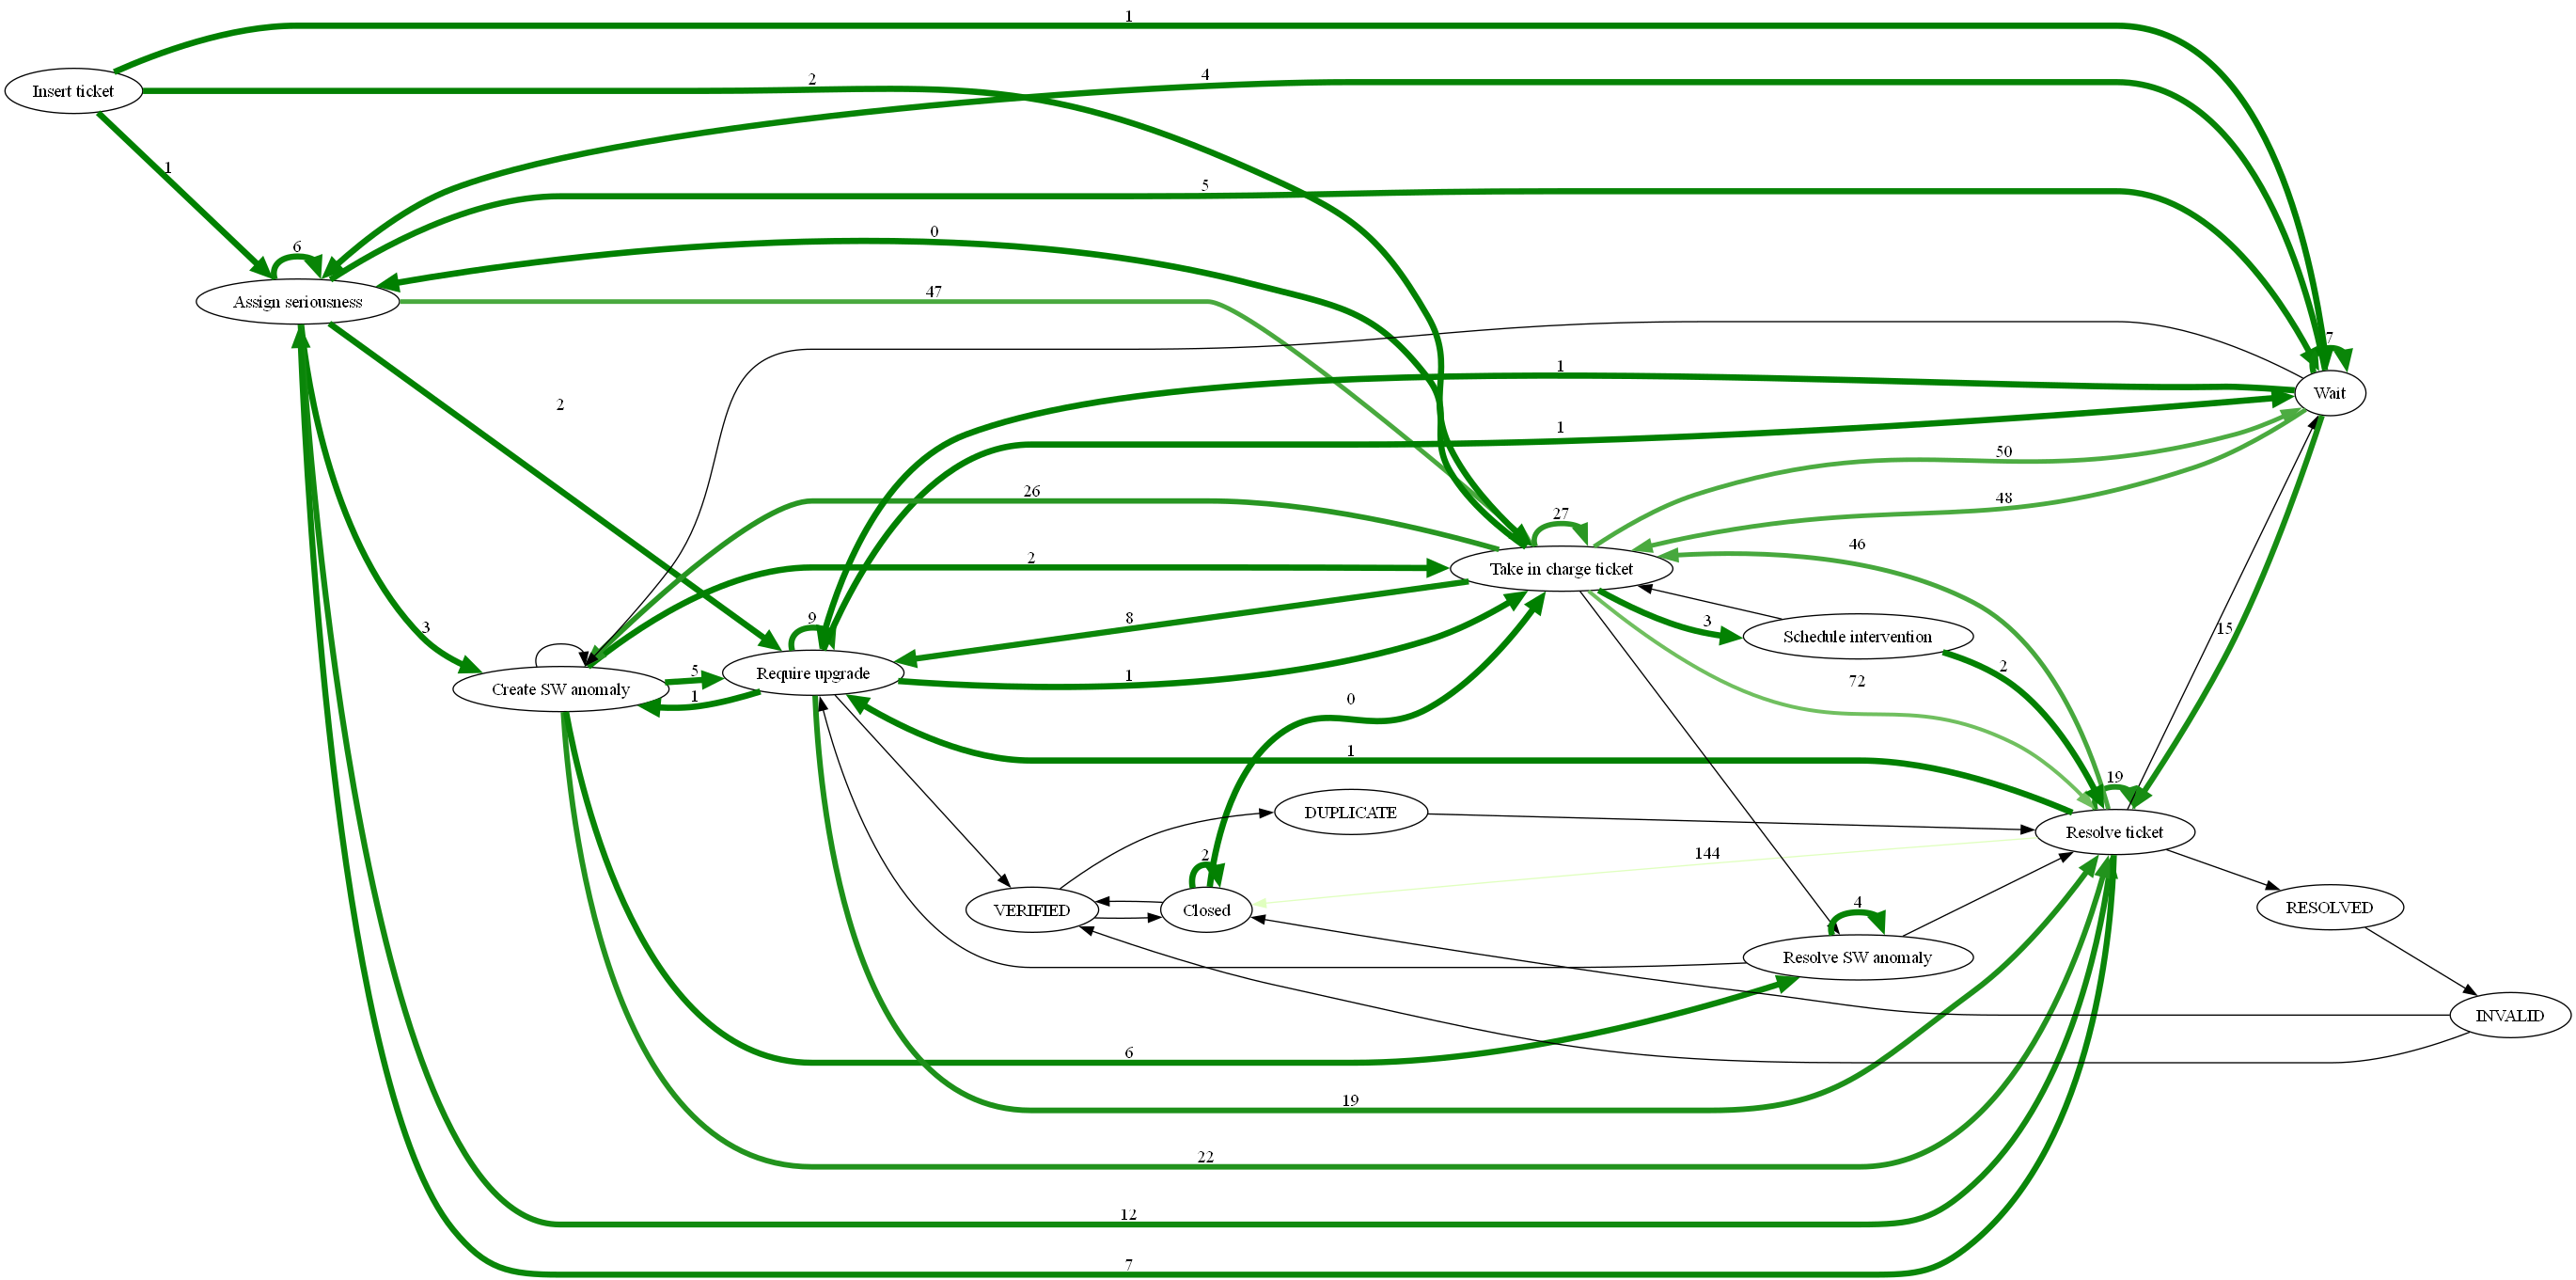 1
4
2
Insert ticket
1
5
0
6
47
Assign seriousness
7
Wait
1
2
1
50
26
48
27
46
2
Take in charge ticket
9
8
3
Schedule intervention
15
3
5
Require upgrade
1
2
72
Create SW anomaly
1
0
1
19
DUPLICATE
Resolve ticket
2
144
VERIFIED
Closed
4
RESOLVED
Resolve SW anomaly
INVALID
6
19
22
12
7